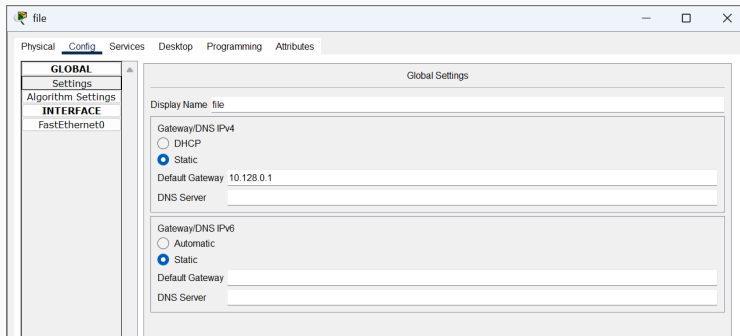 file
Physical Config Services Desktop Programming Attributes
GLOBAL
Settings
Algorithm Settings
INTERFACE
FastEthernet0
Global Settings
Display Name file
Gateway/DNS IPv4
DHCP
Static
Default Gateway 10.128.0.1
DNS Server
Gateway/DNS IPv6
Automatic
Static
Default Gateway
DNS Server